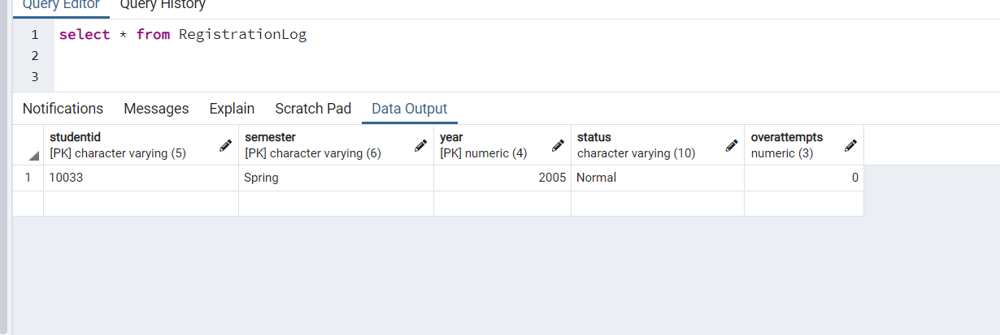 Query Editor Query History
1 select * from RegistrationLog
2
3
Notifications Messages Explain Scratch Pad Data Output
studentid semester year status overattempts
[PK] character varying (5) [PK] character varying (6) [PK] numeric (4) character varying (10) numeric (3)
1 10033 Spring 2005 Normal 0